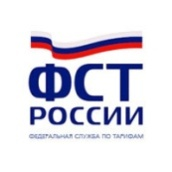 ФСТ
РОССИИ
ФЕДЕРАЛЬНАЯ СЛУЖБА ПО ТАРИФАМ